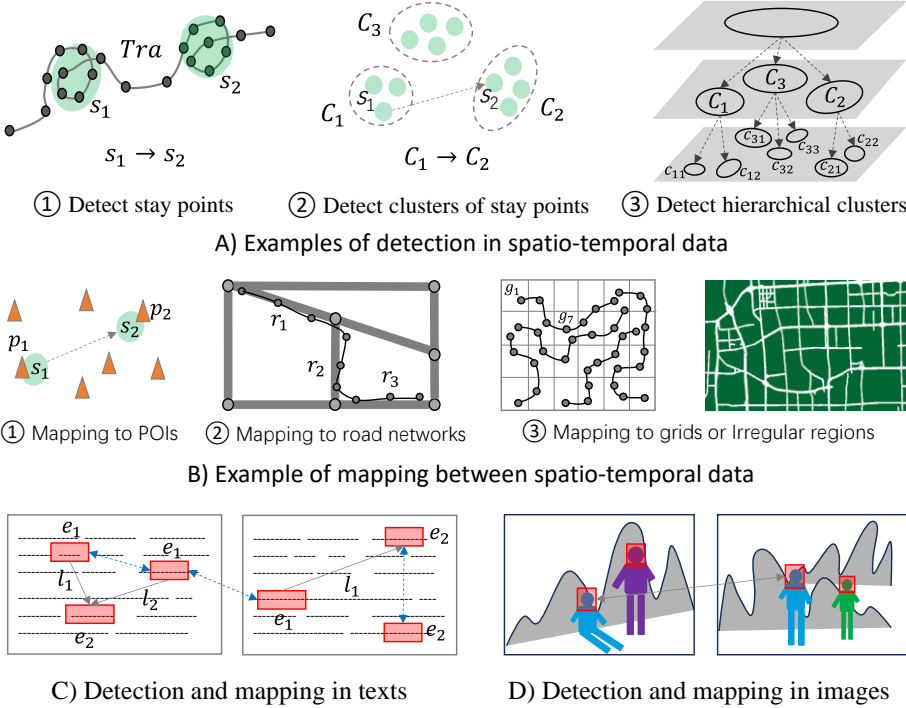 Tra
s₁
s₂
s₁ → s₂
① Detect stay points
C₃
s₁
s₂
C₁
C₂
C₁ → C₂
② Detect clusters of stay points
C₁
C₃
C₂
c₁₁
c₁₂
c₃₁
c₃₂
c₃₃
c₂₁
c₂₂
③ Detect hierarchical clusters
A) Examples of detection in spatio-temporal data
p₁
s₁
s₂
p₂
① Mapping to POIs
r₁
r₂
r₃
② Mapping to road networks
g₁
g₇
③ Mapping to grids or Irregular regions
B) Example of mapping between spatio-temporal data
e₁
e₁
l₁
l₂
e₂
e₂
l₁
e₁
e₂
C) Detection and mapping in texts
D) Detection and mapping in images